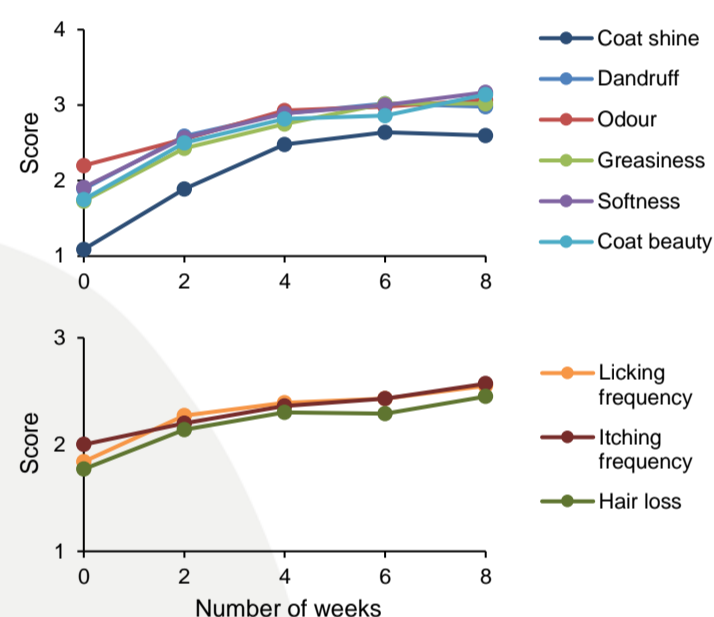 4
3
2
1
Score
0 2 4 6 8
Coat shine
Dandruff
Odour
Greasiness
Softness
Coat beauty
3
2
1
Score
0 2 4 6 8
Number of weeks
Licking
frequency
Itching
frequency
Hair loss